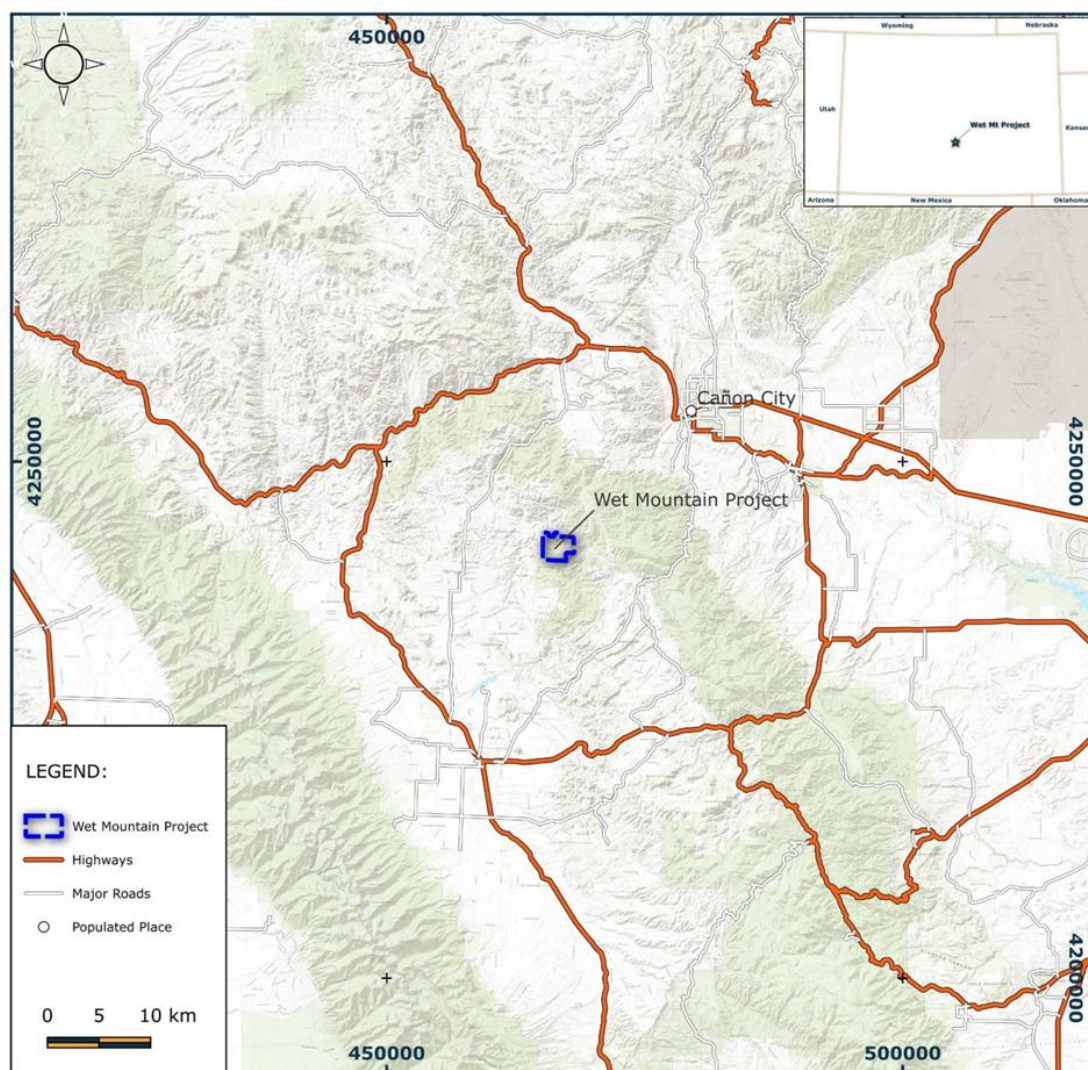 450000
Wyoming
Nebraska
Utah
Wet Mt Project
Kansas
Arizona
New Mexico
Oklahoma
Cañon City
4250000
4250000
Wet Mountain Project
LEGEND:
Wet Mountain Project
Highways
Major Roads
Populated Place
0 5 10 km
4200000
450000
500000